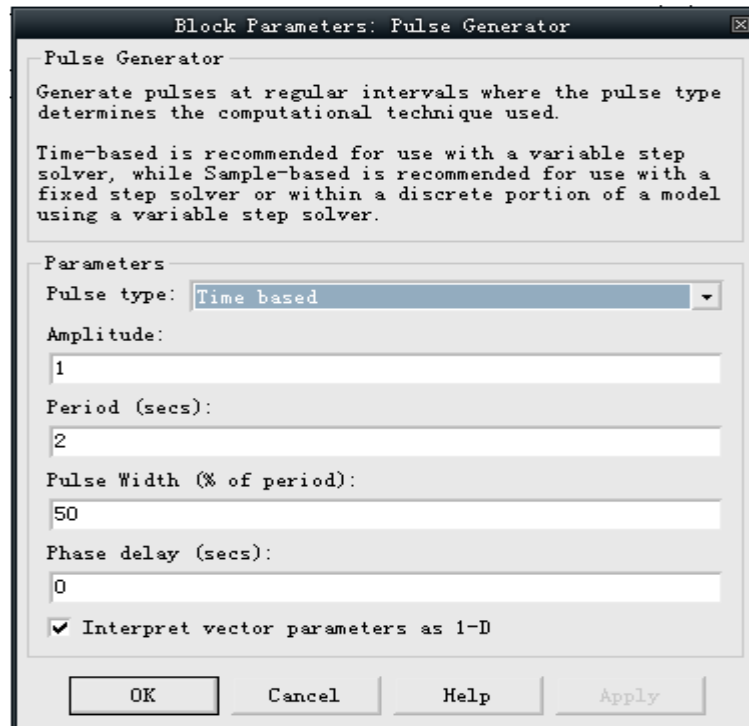 Block Parameters: Pulse Generator
Pulse Generator
Generate pulses at regular intervals where the pulse type
determines the computational technique used.
Time-based is recommended for use with a variable step
solver, while Sample-based is recommended for use with a
fixed step solver or within a discrete portion of a model
using a variable step solver.
Parameters
Pulse type: Time based
Amplitude:
1
Period (secs):
2
Pulse Width (% of period):
50
Phase delay (secs):
0
Interpret vector parameters as 1-D
OK Cancel Help Apply